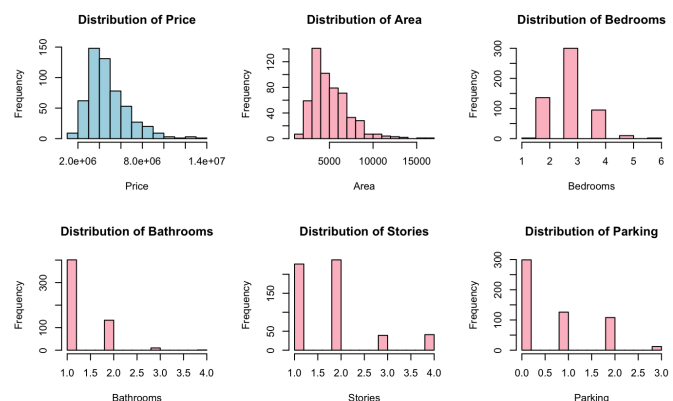 Distribution of Price
Frequency
0
50
100
150
2.0e+06
8.0e+06
1.4e+07
Price
Distribution of Area
Frequency
0
40
80
120
5000
10000
15000
Area
Distribution of Bedrooms
Frequency
0
100
200
300
1
2
3
4
5
6
Bedrooms
Distribution of Bathrooms
Frequency
0
100
300
1.0
1.5
2.0
2.5
3.0
3.5
4.0
Bathrooms
Distribution of Stories
Frequency
0
50
150
1.0
1.5
2.0
2.5
3.0
3.5
4.0
Stories
Distribution of Parking
Frequency
0
100
200
300
0.0
0.5
1.0
1.5
2.0
2.5
3.0
Parking